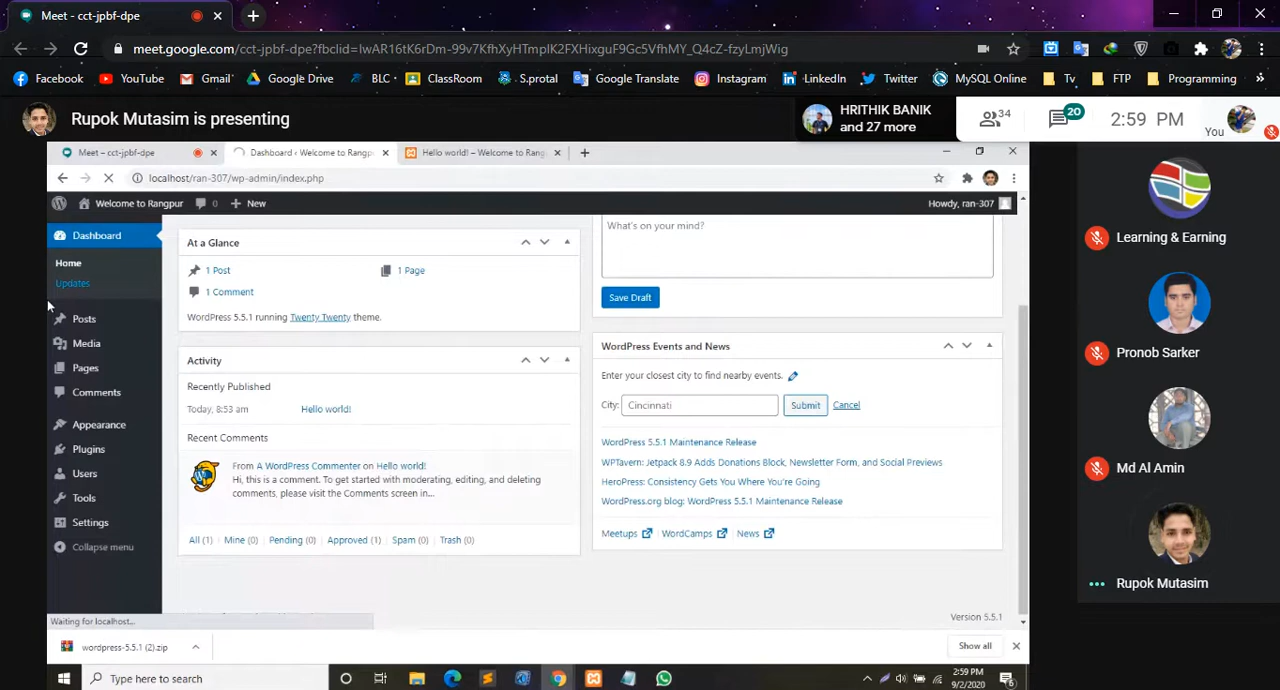 Meet - cct-jpbf-dpe
meet.google.com/cct-jpbf-dpe?fbclid=IwAR16tK6rDm-99v7KfhXyHTmpIK2FXHixguF9Gc5VfhMY_Q4cZ-fzyLmjWig
Facebook YouTube Gmail Google Drive BLC ClassRoom S.protal Google Translate Instagram LinkedIn Twitter MySQL Online Tv FTP Programming »
Rupok Mutasim is presenting
HRITHIK BANIK
and 27 more
34
20
2:59 PM
You
Meet – cct-jpbf-dpe
Dashboard ‹ Welcome to Rangp
Hello world! – Welcome to Rang
localhost/ran-307/wp-admin/index.php
Welcome to Rangpur 0 New
Howdy, ran-307
Dashboard
Home
Updates
Posts
Media
Pages
Comments
Appearance
Plugins
Users
Tools
Settings
Collapse menu
At a Glance
1 Post
1 Page
1 Comment
WordPress 5.5.1 running Twenty Twenty theme.
Activity
Recently Published
Today, 8:53 am Hello world!
Recent Comments
From A WordPress Commenter on Hello world!
Hi, this is a comment. To get started with moderating, editing, and deleting
comments, please visit the Comments screen in...
All (1) Mine (0) Pending (0) Approved (1) Spam (0) Trash (0)
What's on your mind?
Save Draft
WordPress Events and News
Enter your closest city to find nearby events.
City: Cincinnati Submit Cancel
WordPress 5.5.1 Maintenance Release
WPTavern: Jetpack 8.9 Adds Donations Block, Newsletter Form, and Social Previews
HeroPress: Consistency Gets You Where You're Going
WordPress.org blog: WordPress 5.5.1 Maintenance Release
Meetups WordCamps News
Version 5.5.1
Waiting for localhost...
wordpress-5.5.1 (2).zip
Show all
Type here to search
2:59 PM
9/2/2020
6
Learning & Earning
Pronob Sarker
Md Al Amin
Rupok Mutasim